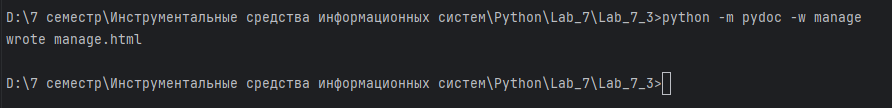 D:\7 семестр\Инструментальные средства информационных систем\Python\Lab_7\Lab_7_3>python -m pydoc -w manage
wrote manage.html
D:\7 семестр\Инструментальные средства информационных систем\Python\Lab_7\Lab_7_3>